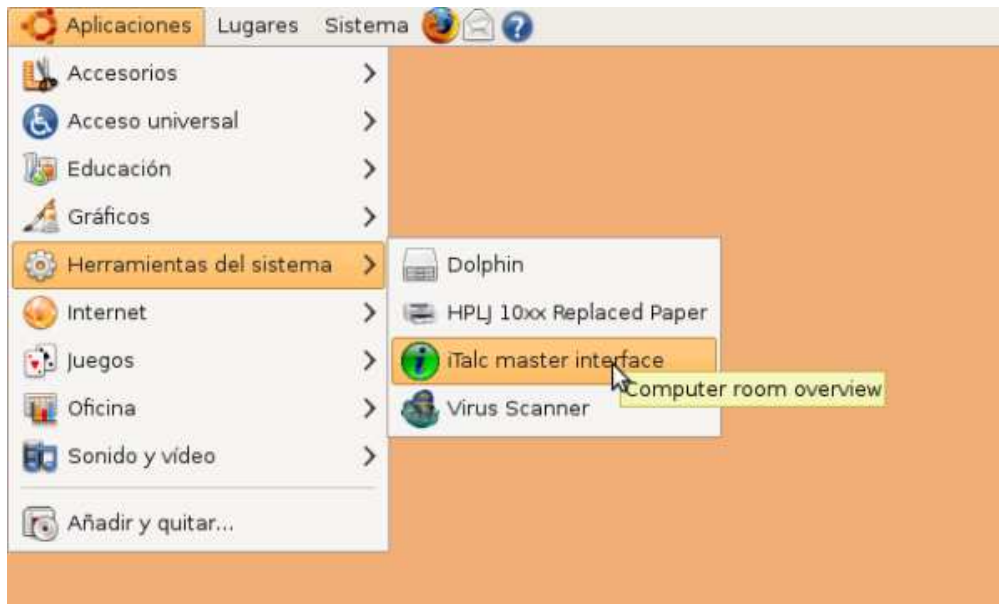 Aplicaciones Lugares Sistema
Accesorios
Acceso universal
Educación
Gráficos
Herramientas del sistema
Internet
Juegos
Oficina
Sonido y vídeo
Añadir y quitar...
Dolphin
HPLJ 10xx Replaced Paper
iTalc master interface
Computer room overview
Virus Scanner